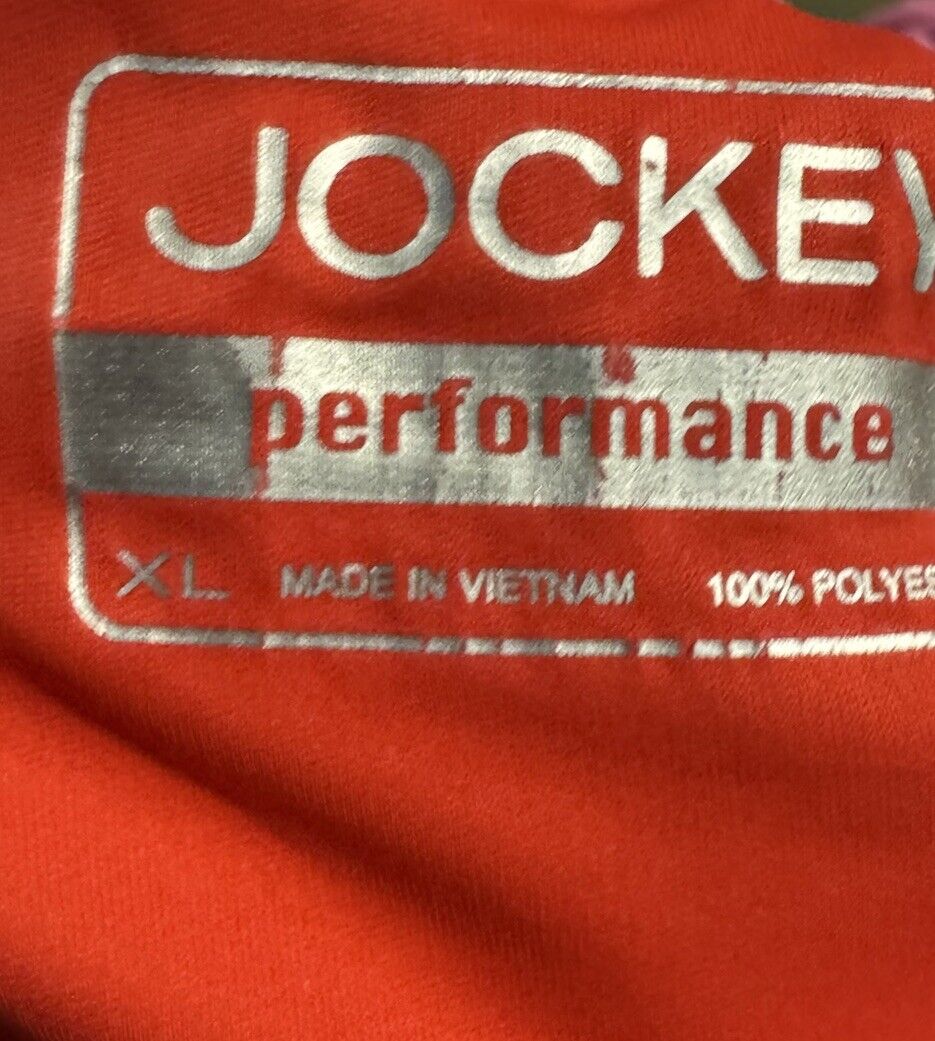 JOCKEY
performance
XL MADE IN VIETNAM 100% POLYES